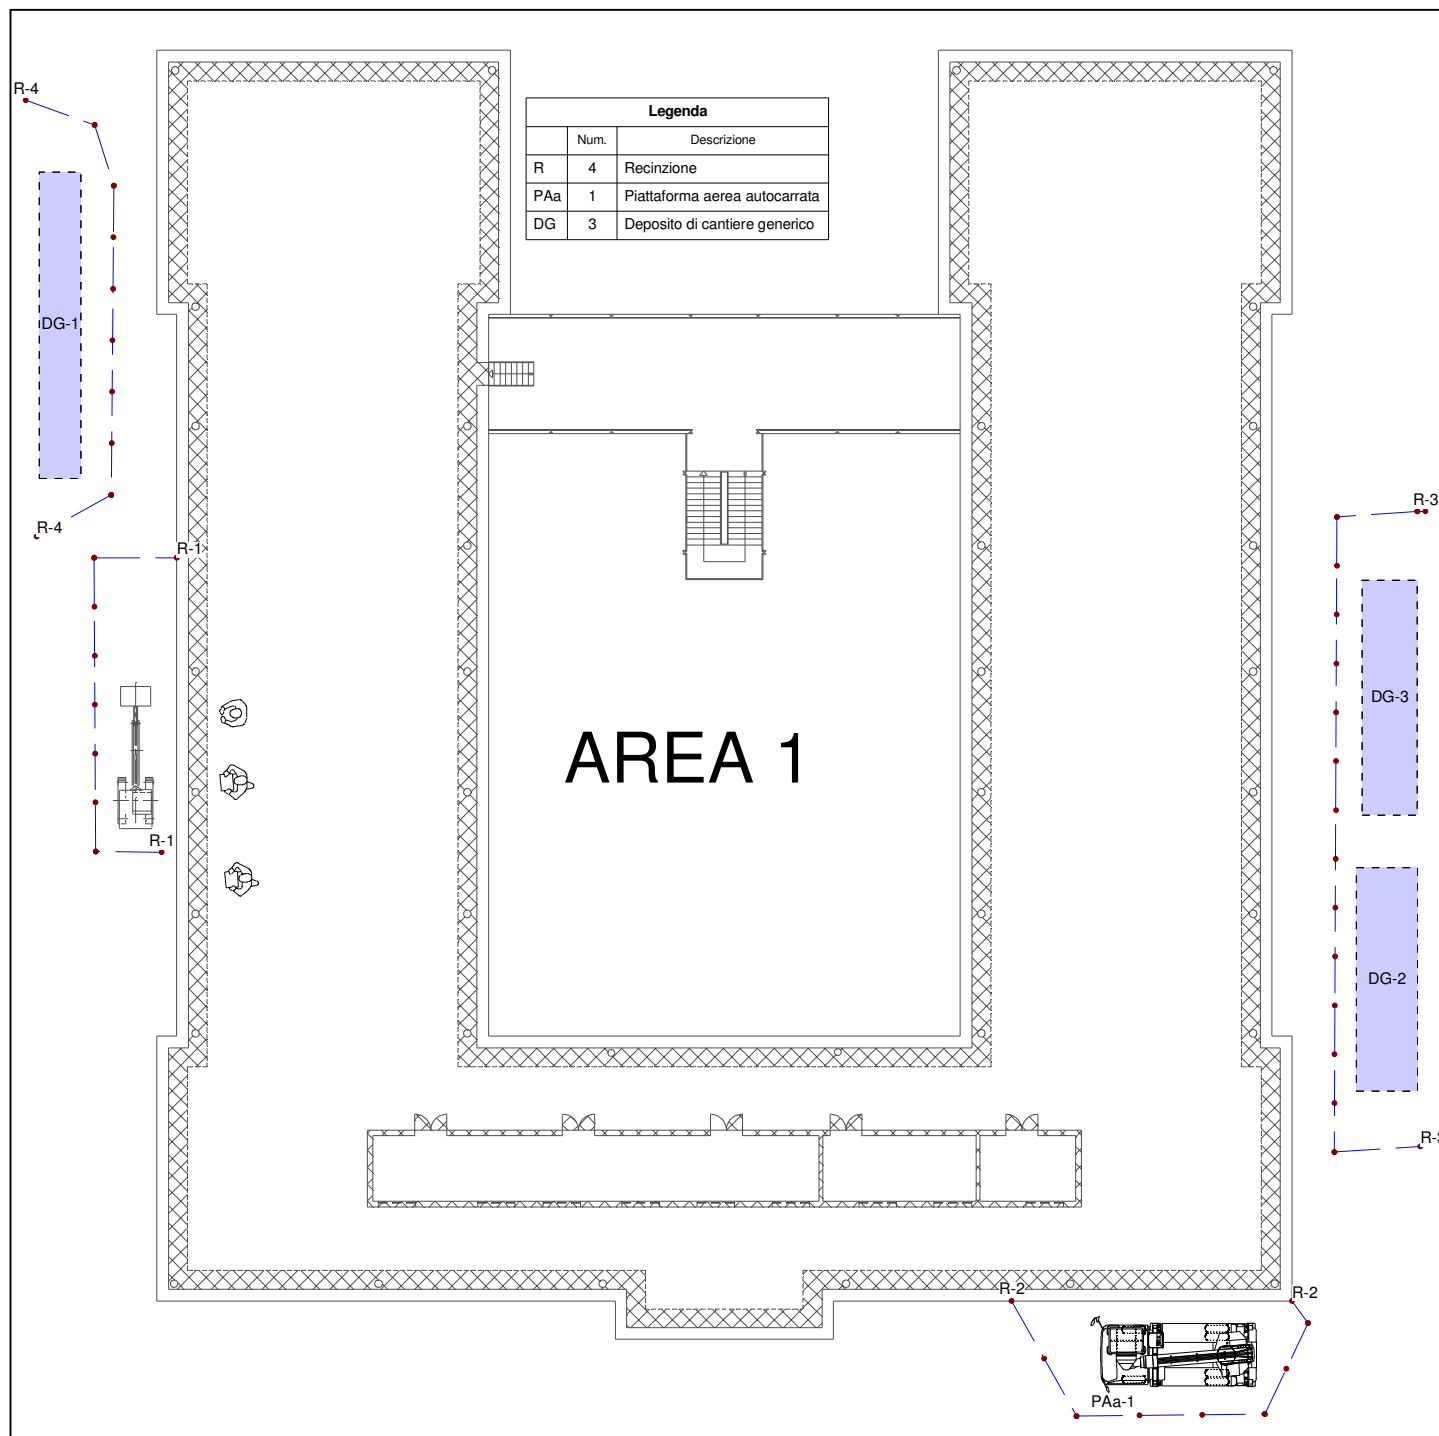 R-4
Legenda
Num. Descrizione
R 4 Recinzione
PAa 1 Piattaforma aerea autocarrata
DG 3 Deposito di cantiere generico
DG-1
R-4
R-3
R-1
DG-3
AREA 1
R-1
DG-2
R-3
R-2
R-2
PAa-1